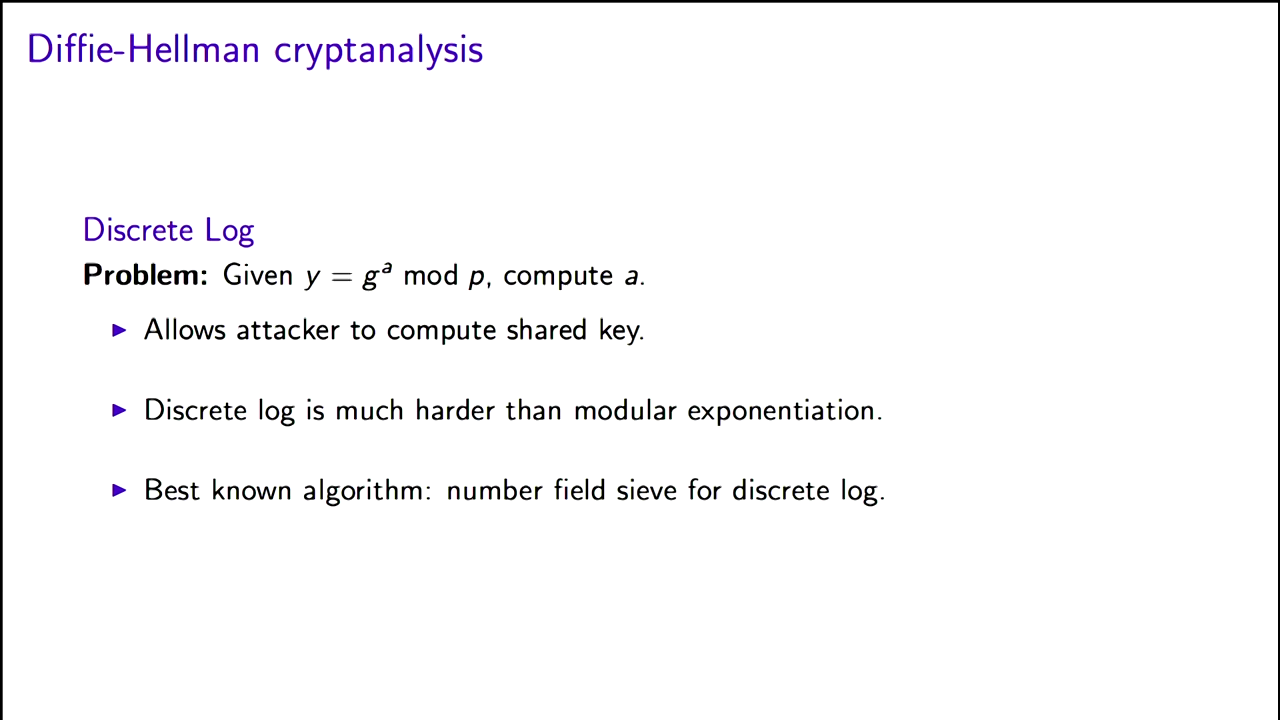 Diffie-Hellman cryptanalysis
Discrete Log
Problem: Given y = g^a mod p, compute a.
▶ Allows attacker to compute shared key.
▶ Discrete log is much harder than modular exponentiation.
▶ Best known algorithm: number field sieve for discrete log.